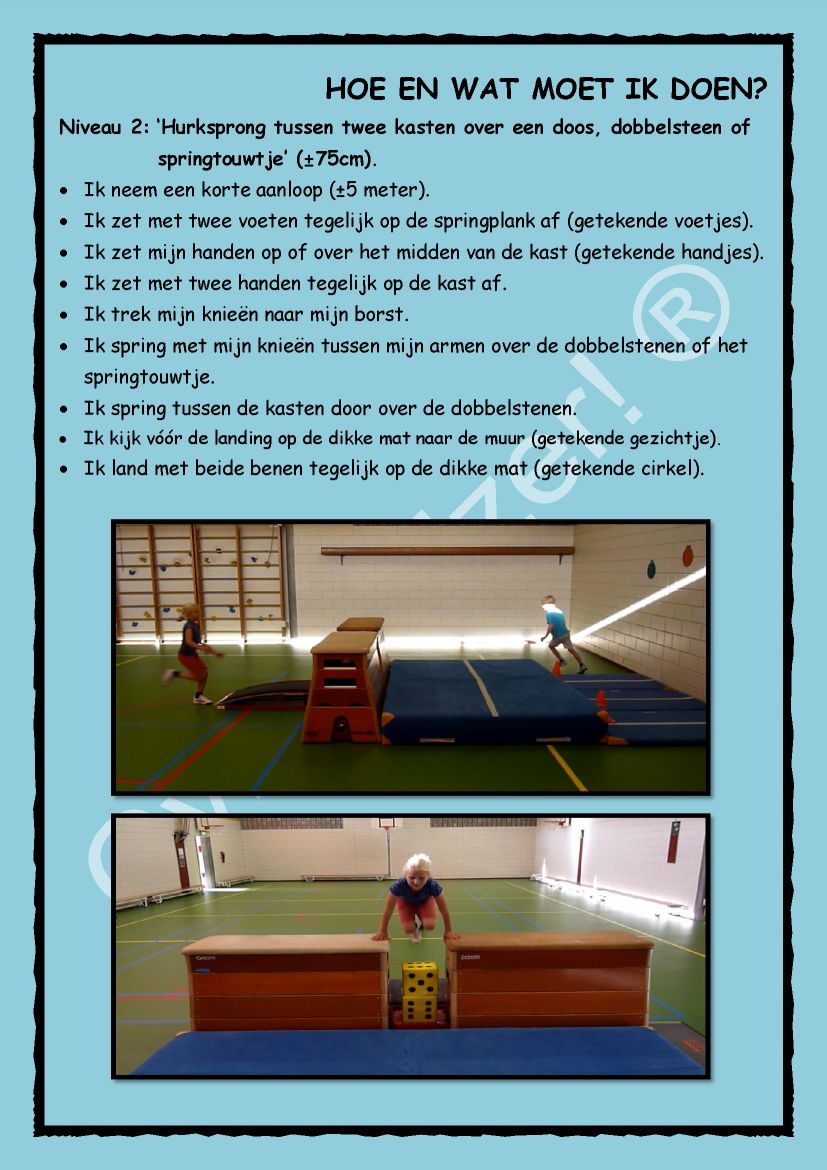 HOE EN WAT MOET IK DOEN?
Niveau 2: ‘Hurksprong tussen twee kasten over een doos, dobbelsteen of
springtouwtje’ (±75cm).
• Ik neem een korte aanloop (±5 meter).
• Ik zet met twee voeten tegelijk op de springplank af (getekende voetjes).
• Ik zet mijn handen op of over het midden van de kast (getekende handjes).
• Ik zet met twee handen tegelijk op de kast af.
• Ik trek mijn knieën naar mijn borst.
• Ik spring met mijn knieën tussen mijn armen over de dobbelstenen of het
springtouwtje.
• Ik spring tussen de kasten door over de dobbelstenen.
• Ik kijk vóór de landing op de dikke mat naar de muur (getekende gezichtje).
• Ik land met beide benen tegelijk op de dikke mat (getekende cirkel).